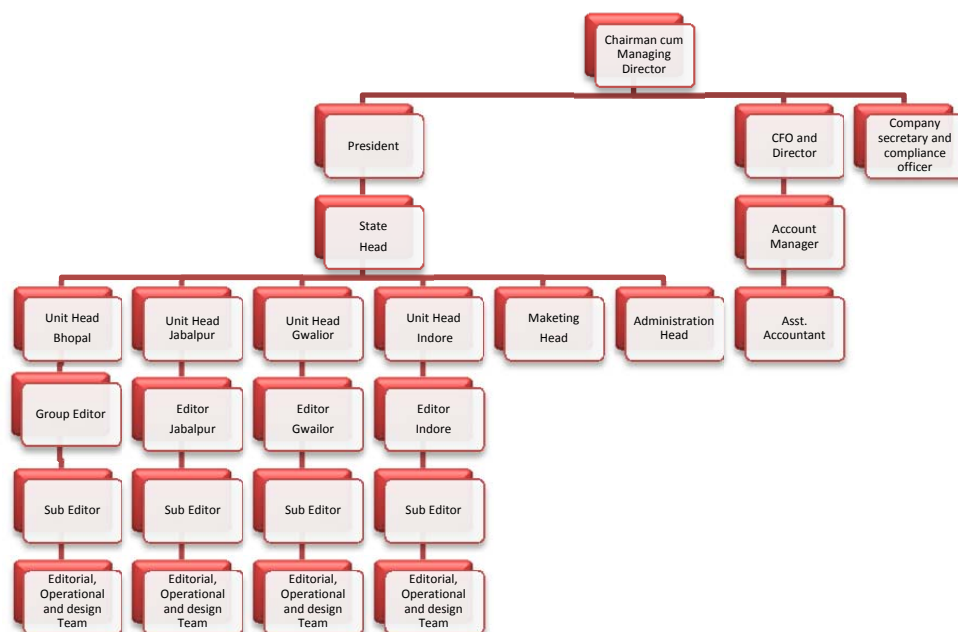 Chairman cum
Managing
Director
President
CFO and
Director
Company
secretary and
compliance
officer
State
Head
Account
Manager
Unit Head
Bhopal
Unit Head
Jabalpur
Unit Head
Gwalior
Unit Head
Indore
Maketing
Head
Administration
Head
Asst.
Accountant
Group Editor
Editor
Jabalpur
Editor
Gwailor
Editor
Indore
Sub Editor
Sub Editor
Sub Editor
Sub Editor
Editorial,
Operational
and design
Team
Editorial,
Operational
and design
Team
Editorial,
Operational
and design
Team
Editorial,
Operational
and design
Team